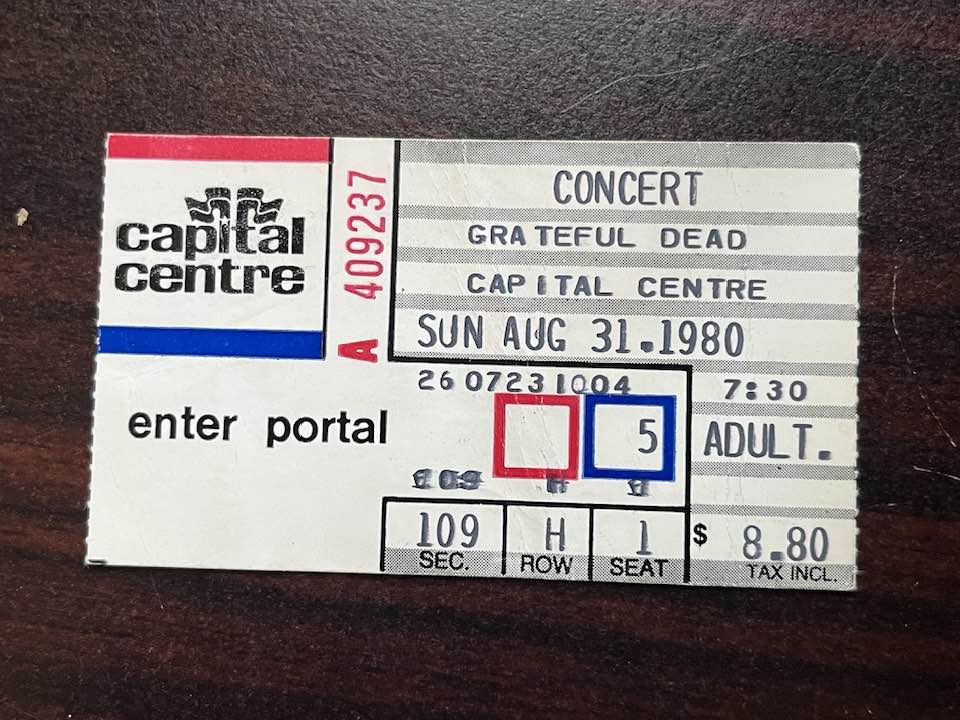 capital
centre
A 409237
CONCERT
GRATEFUL DEAD
CAPITAL CENTRE
SUN AUG 31.1980
26 07231004
7:30
enter portal
5
ADULT.
109 H 1
SEC. ROW SEAT
$ 8.80
TAX INCL.